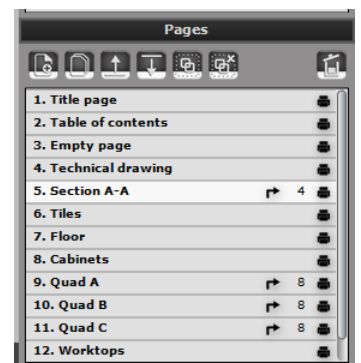 Pages
1. Title page
2. Table of contents
3. Empty page
4. Technical drawing
5. Section A-A 4
6. Tiles
7. Floor
8. Cabinets
9. Quad A 8
10. Quad B 8
11. Quad C 8
12. Worktops